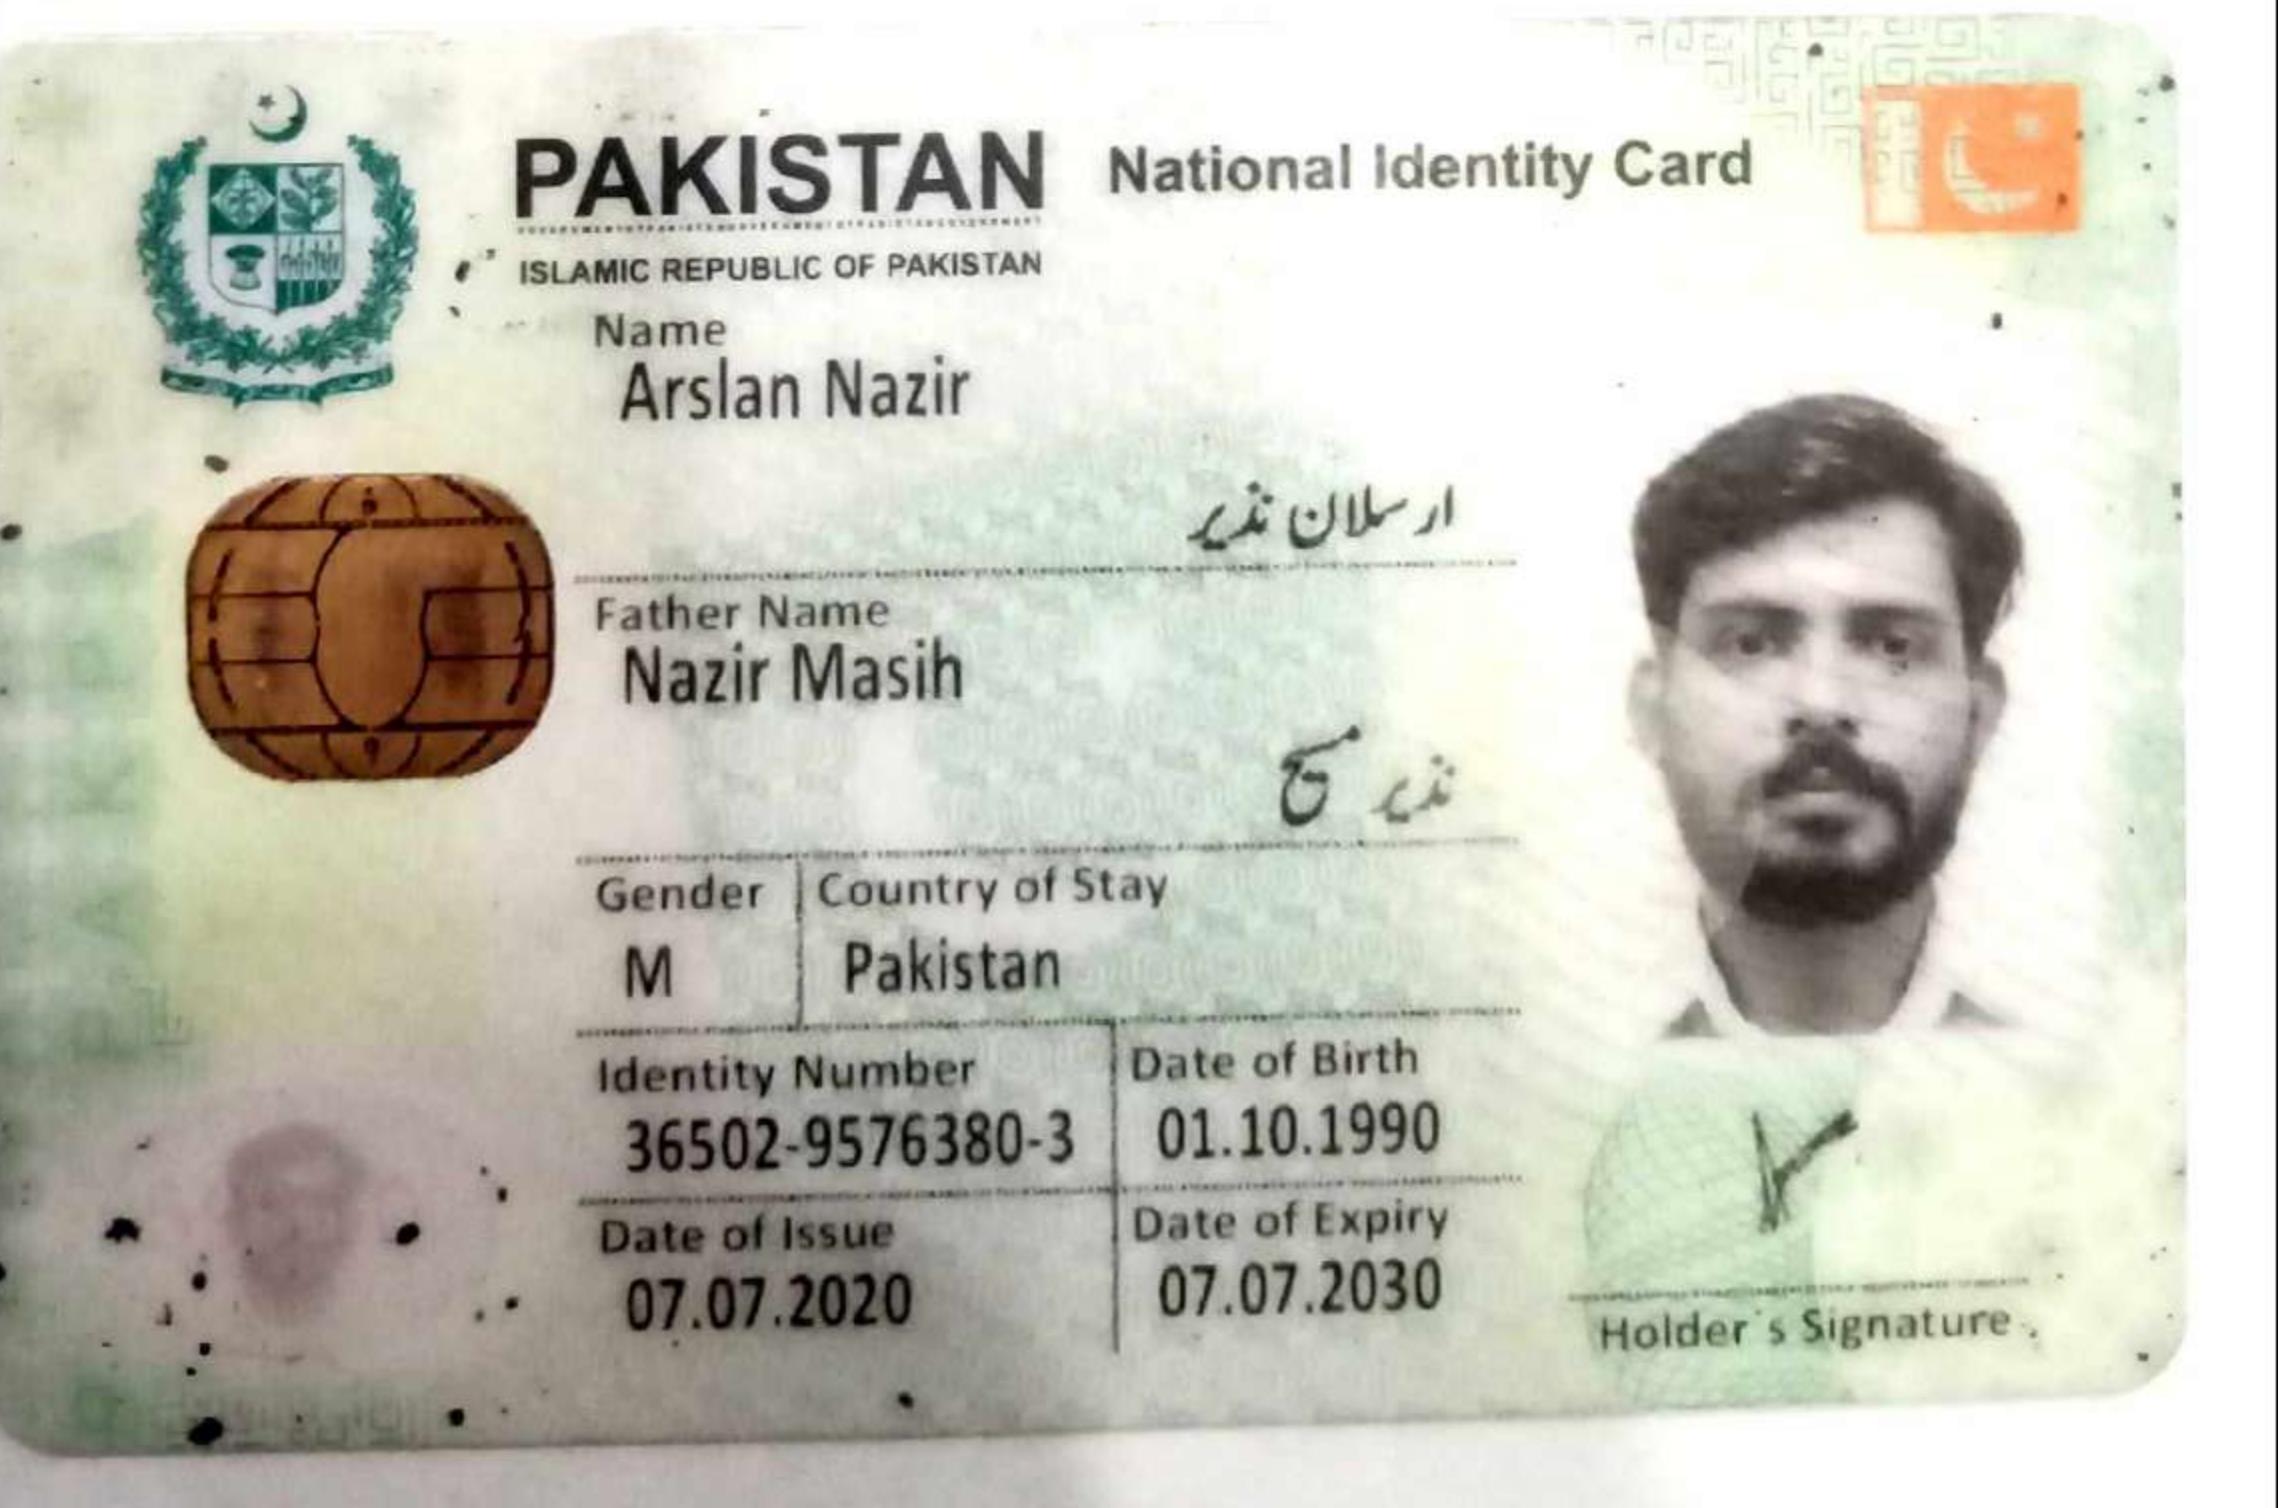 PAKISTAN National Identity Card
ISLAMIC REPUBLIC OF PAKISTAN
Name
Arslan Nazir
ارسلان نذیر
Father Name
Nazir Masih
نذیر مسیح
Gender Country of Stay
M Pakistan
Identity Number Date of Birth
36502-9576380-3 01.10.1990
Date of Issue Date of Expiry
07.07.2020 07.07.2030
Holder's Signature